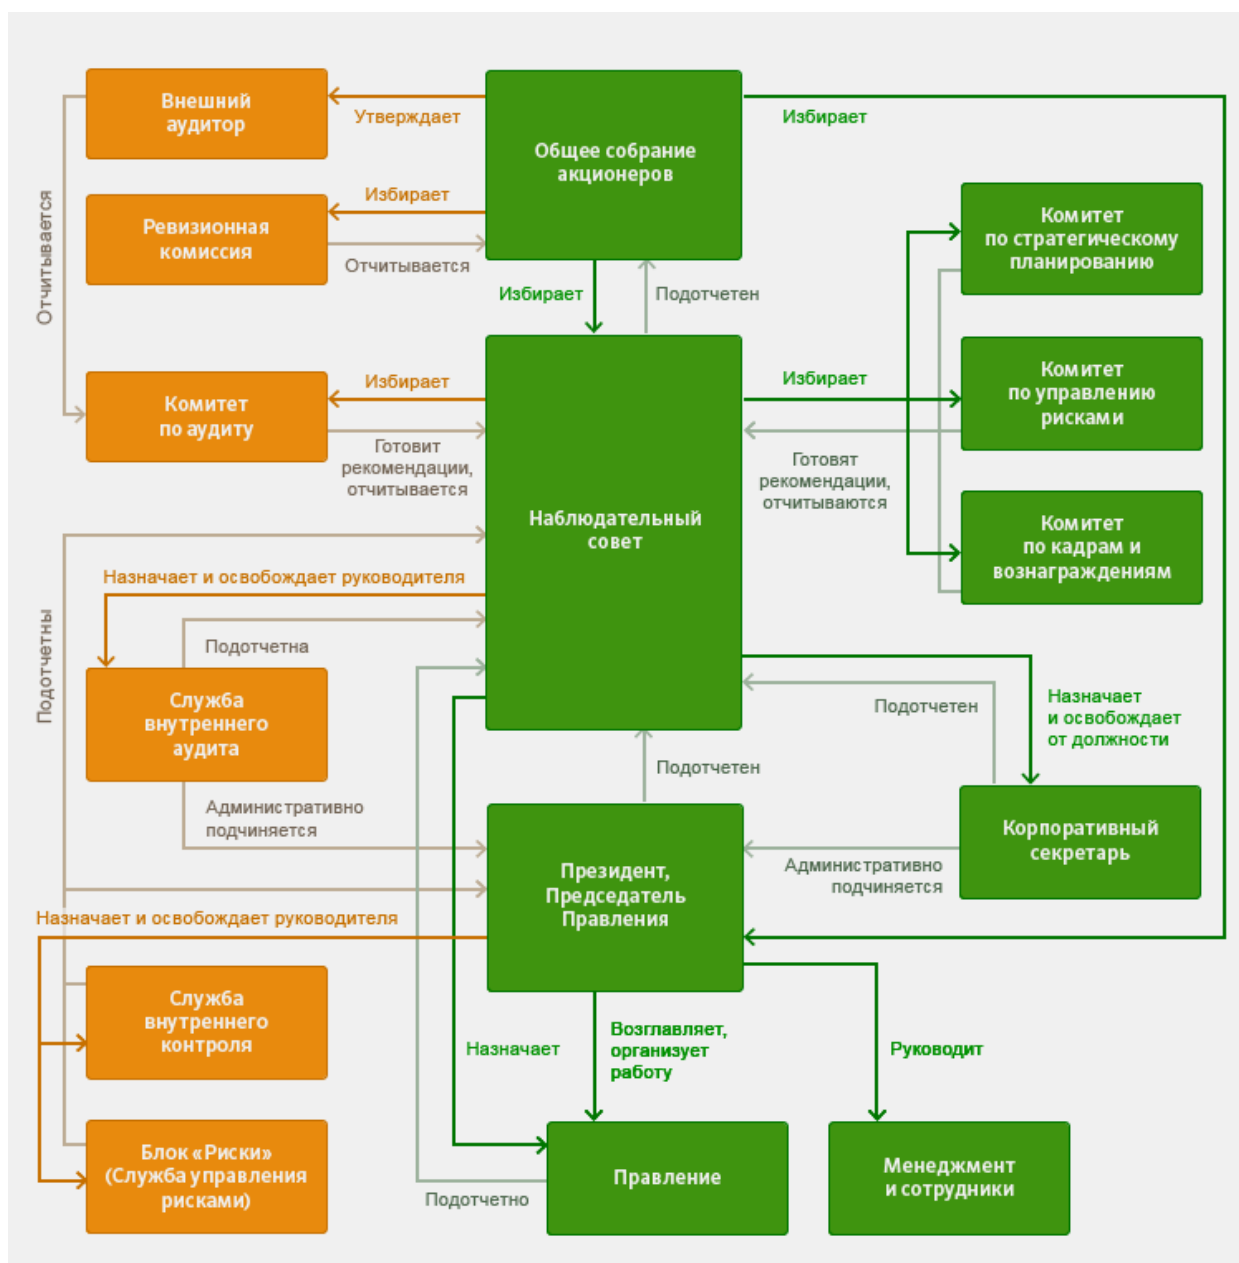 Внешний
аудитор
Утверждает
Общее собрание
акционеров
Избирает
Ревизионная
комиссия
Избирает
Отчитывается
Отчитывается
Избирает
Подотчетен
Комитет
по стратегическому
планированию
Комитет
по аудиту
Избирает
Готовит
рекомендации,
отчитывается
Наблюдательный
совет
Избирает
Готовят
рекомендации,
отчитываются
Комитет
по управлению
рисками
Комитет
по кадрам и
вознаграждениям
Назначает и освобождает руководителя
Подотчетны
Подотчетна
Служба
внутреннего
аудита
Административно
подчиняется
Подотчетен
Подотчетен
Назначает
и освобождает
от должности
Корпоративный
секретарь
Административно
подчиняется
Президент,
Председатель
Правления
Назначает и освобождает руководителя
Служба
внутреннего
контроля
Назначает
Возглавляет,
организует
работу
Руководит
Блок «Риски»
(Служба управления
рисками)
Подотчетно
Правление
Менеджмент
и сотрудники